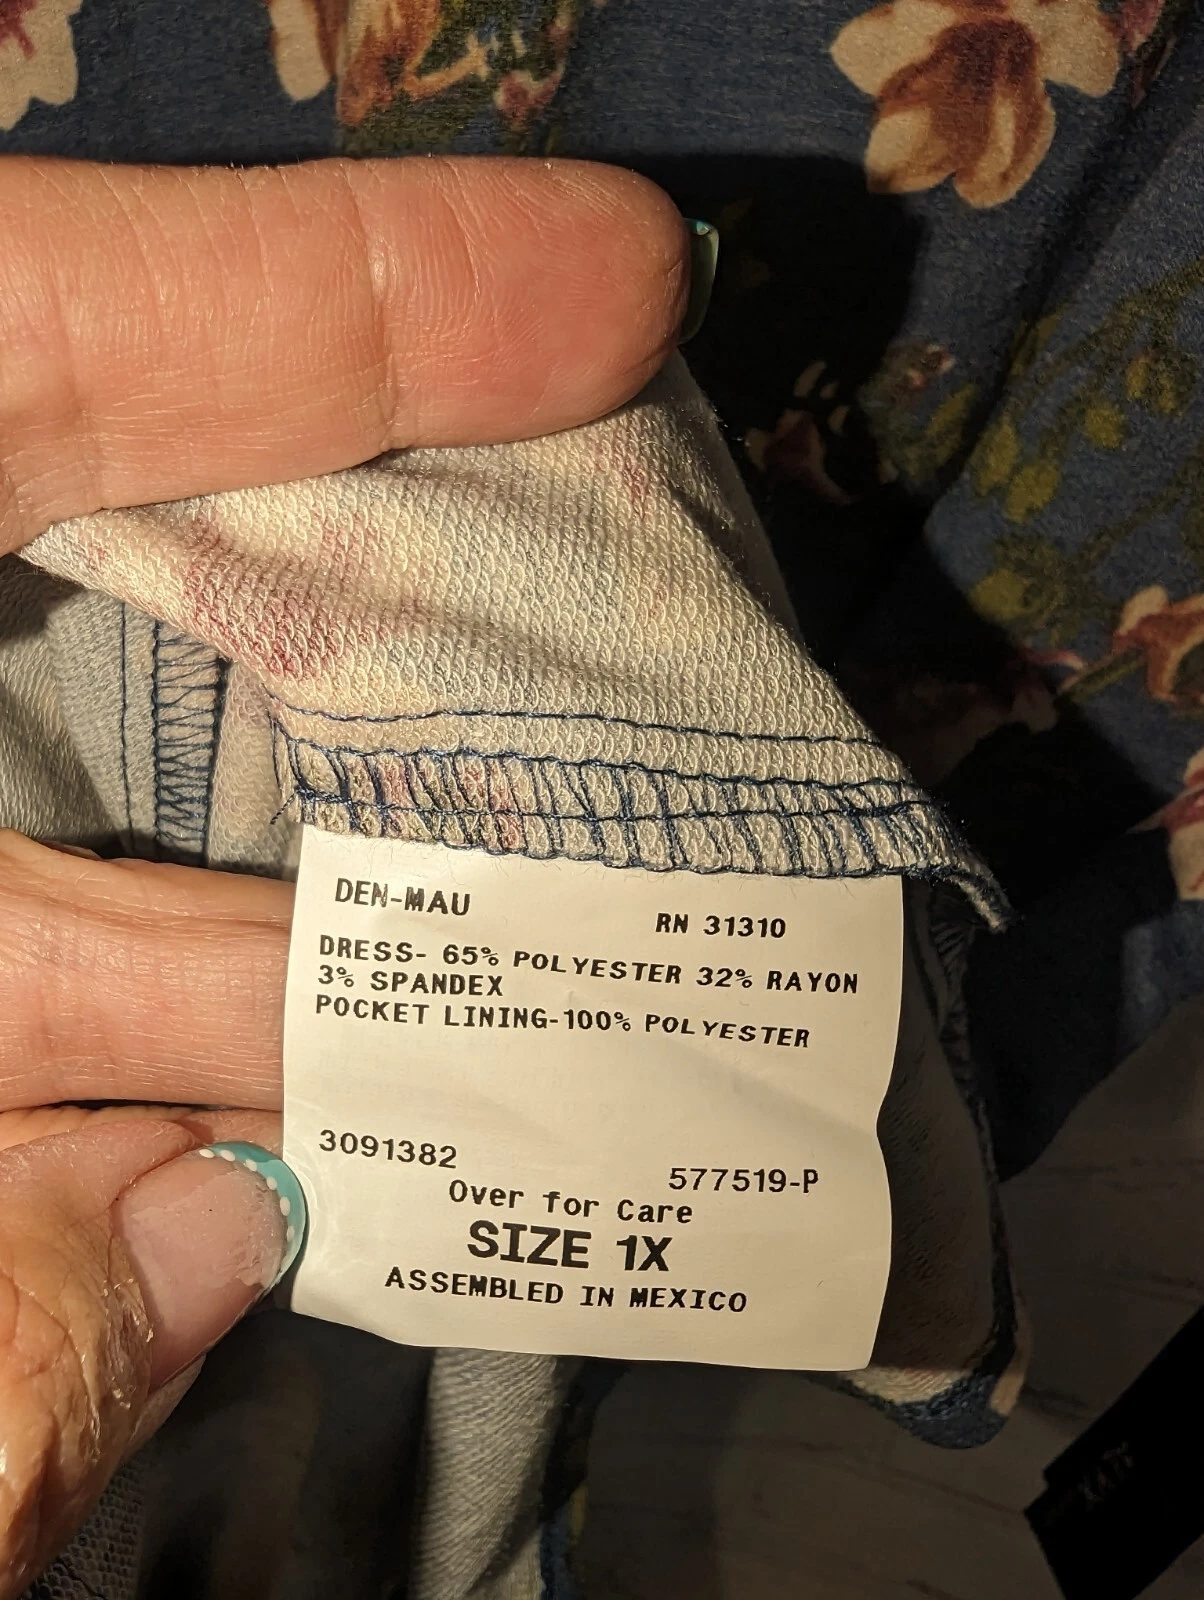 DEN-MAU
RN 31310
DRESS- 65% POLYESTER 32% RAYON
3% SPANDEX
POCKET LINING-100% POLYESTER
3091382
577519-P
Over for Care
SIZE 1X
ASSEMBLED IN MEXICO